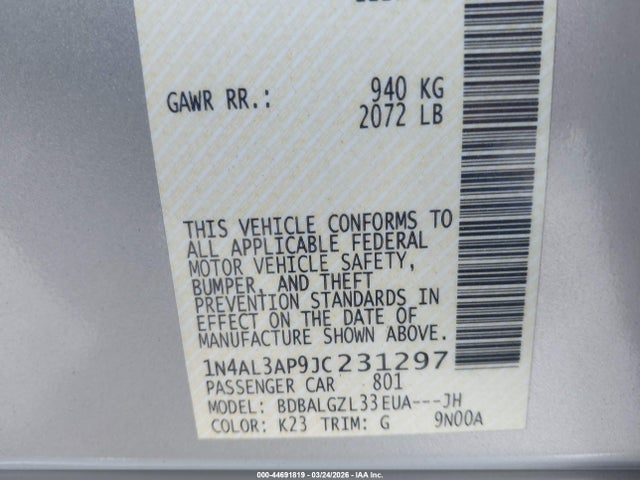 GAWR RR.: 940 KG
2072 LB
THIS VEHICLE CONFORMS TO
ALL APPLICABLE FEDERAL
MOTOR VEHICLE SAFETY,
BUMPER, AND THEFT
PREVENTION STANDARDS IN
EFFECT ON THE DATE OF
MANUFACTURE SHOWN ABOVE.
1N4AL3AP9JC231297
PASSENGER CAR 801
MODEL: BDBALGZL33EUA---JH
COLOR: K23 TRIM: G 9N00A
000-44691819 - 03/24/2026 - IAA Inc.